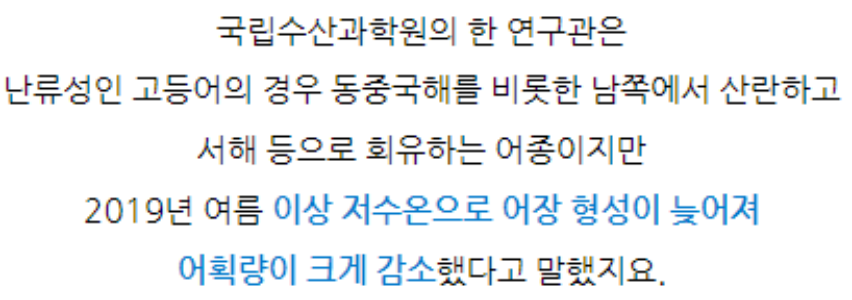 국립수산과학원의 한 연구관은
난류성인 고등어의 경우 동중국해를 비롯한 남쪽에서 산란하고
서해 등으로 회유하는 어종이지만
2019년 여름 이상 저수온으로 어장 형성이 늦어져
어획량이 크게 감소했다고 말했지요.